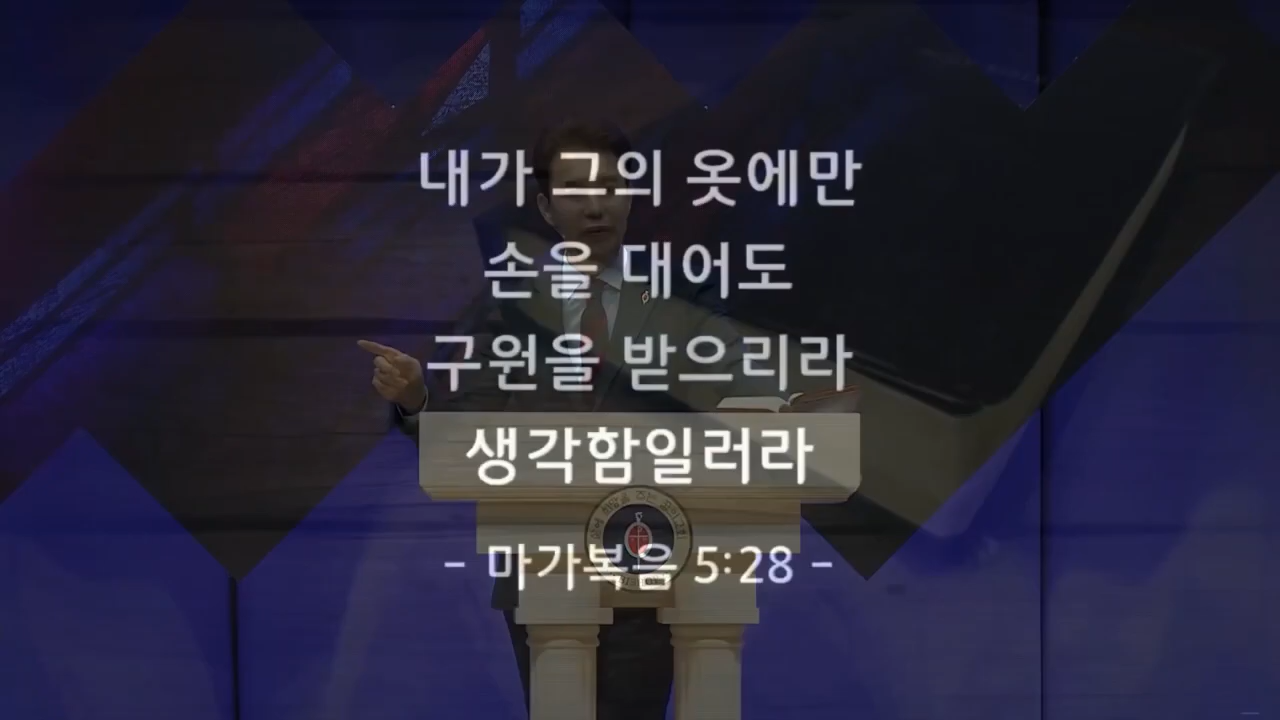 내가 그의 옷에만
손을 대어도
구원을 받으리라
생각함일러라
- 마가복음 5:28 -